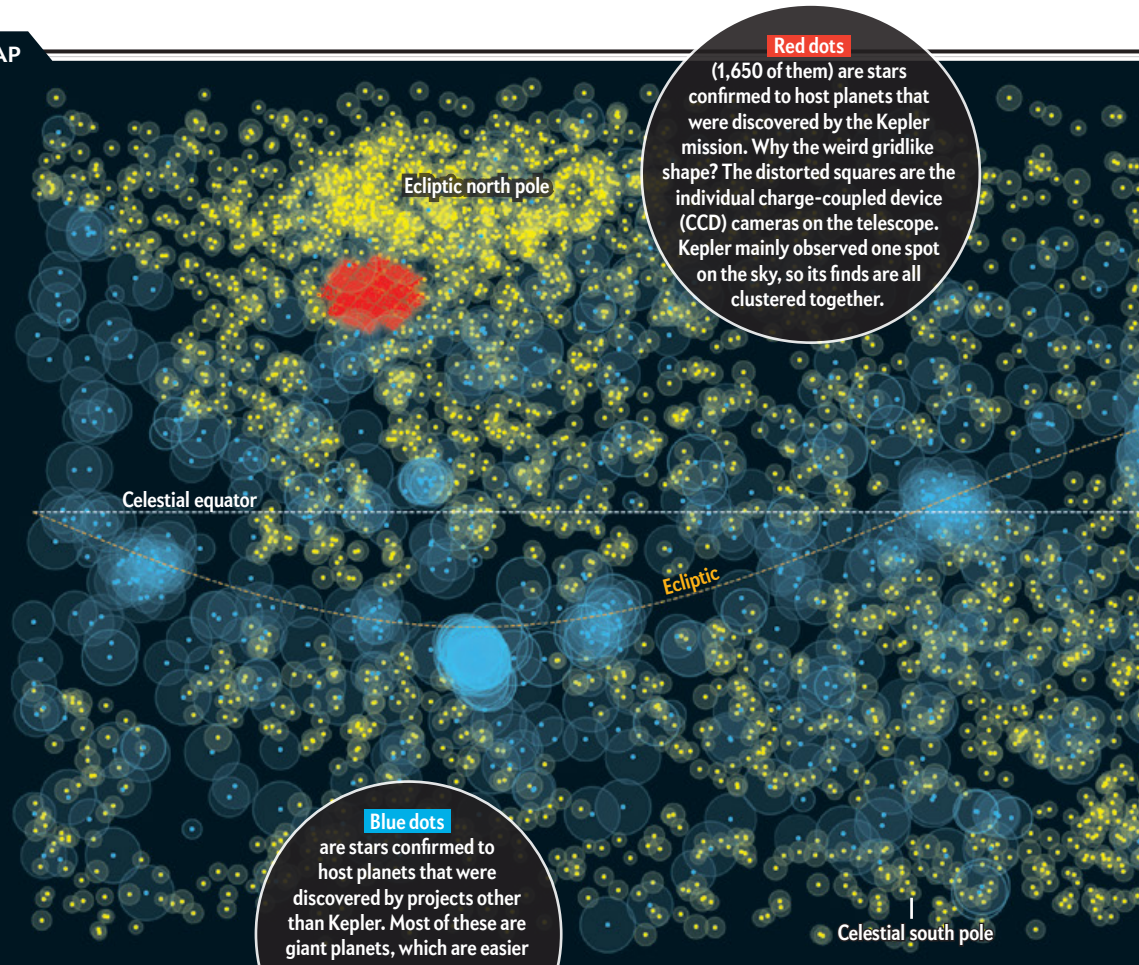 AP
Red dots
(1,650 of them) are stars
confirmed to host planets that
were discovered by the Kepler
mission. Why the weird gridlike
shape? The distorted squares are the
individual charge-coupled device
(CCD) cameras on the telescope.
Kepler mainly observed one spot
on the sky, so its finds are all
clustered together.
Ecliptic north pole
Celestial equator
Ecliptic
Blue dots
are stars confirmed to
host planets that were
discovered by projects other
than Kepler. Most of these are
giant planets, which are easier
Celestial south pole